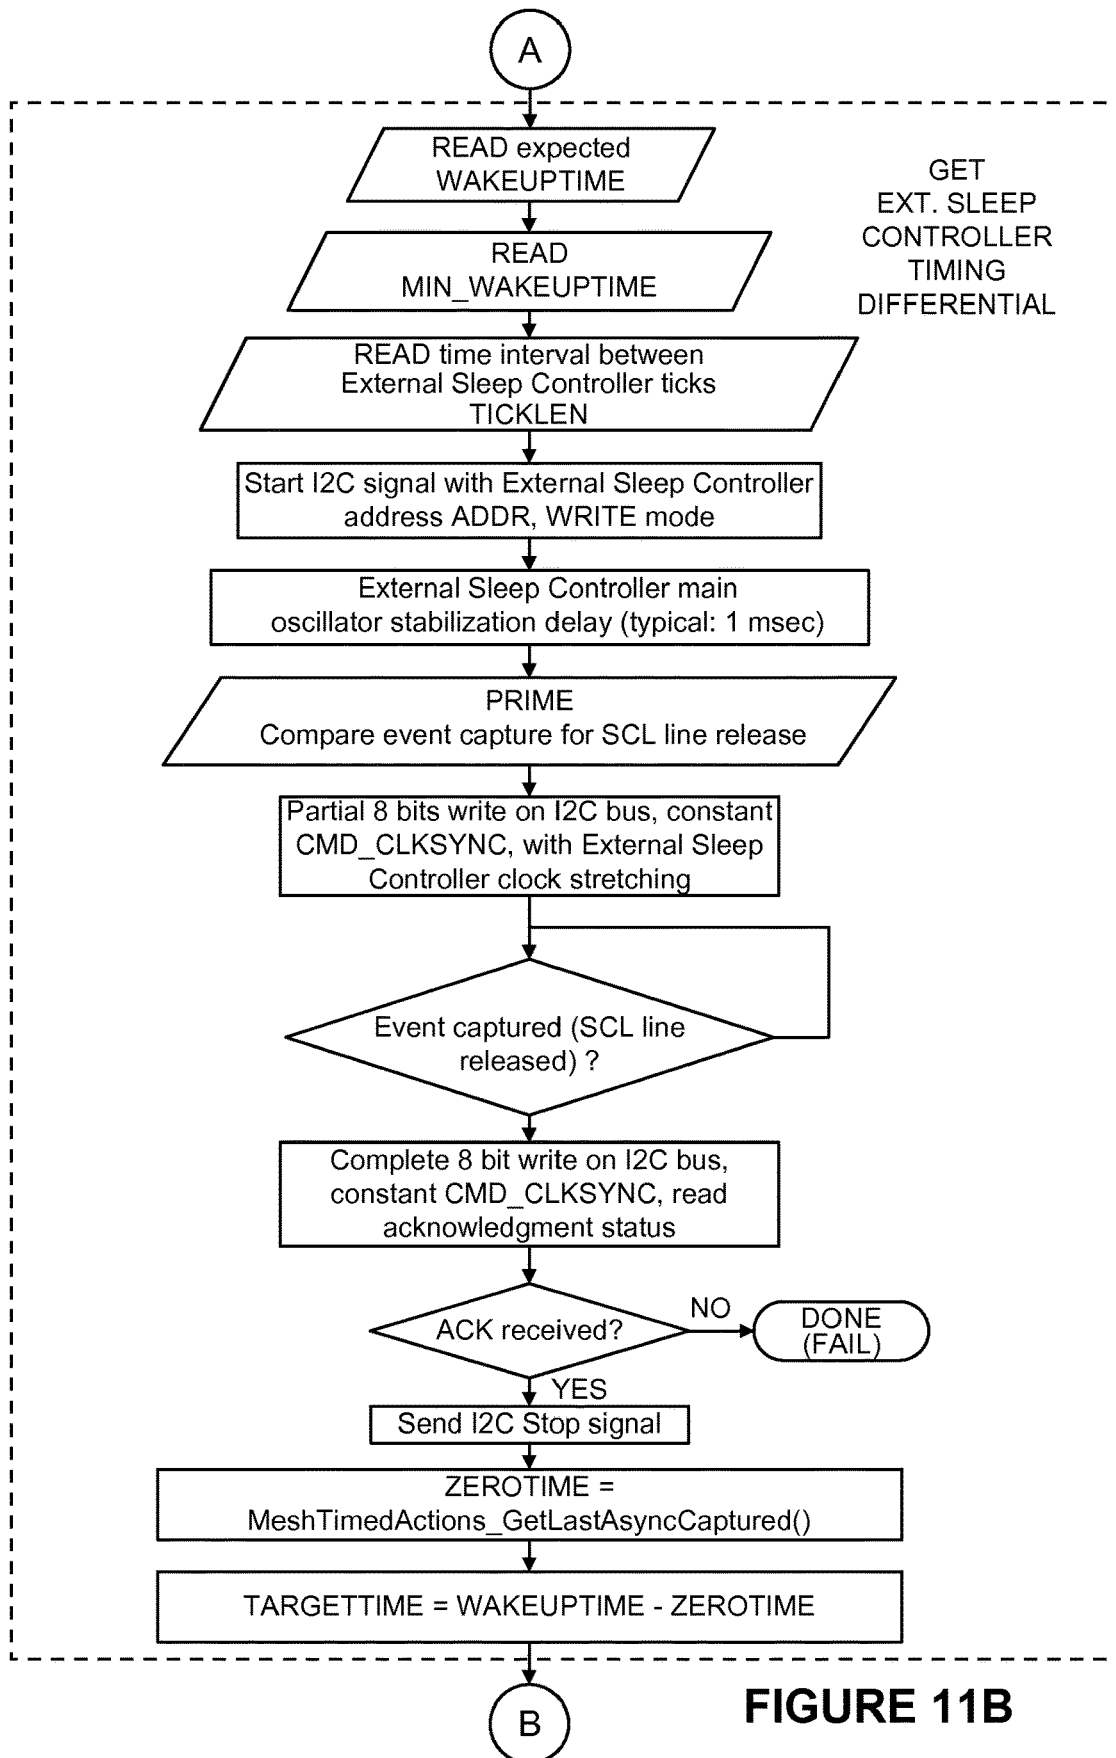 A
READ expected
WAKEUPTIME
GET
EXT. SLEEP
CONTROLLER
TIMING
DIFFERENTIAL
READ
MIN_WAKEUPTIME
READ time interval between
External Sleep Controller ticks
TICKLEN
Start I2C signal with External Sleep Controller
address ADDR, WRITE mode
External Sleep Controller main
oscillator stabilization delay (typical: 1 msec)
PRIME
Compare event capture for SCL line release
Partial 8 bits write on I2C bus, constant
CMD_CLKSYNC, with External Sleep
Controller clock stretching
Event captured (SCL line
released) ?
Complete 8 bit write on I2C bus,
constant CMD_CLKSYNC, read
acknowledgment status
ACK received?
NO
DONE
(FAIL)
YES
Send I2C Stop signal
ZEROTIME =
MeshTimedActions_GetLastAsyncCaptured()
TARGETTIME = WAKEUPTIME - ZEROTIME
B
FIGURE 11B